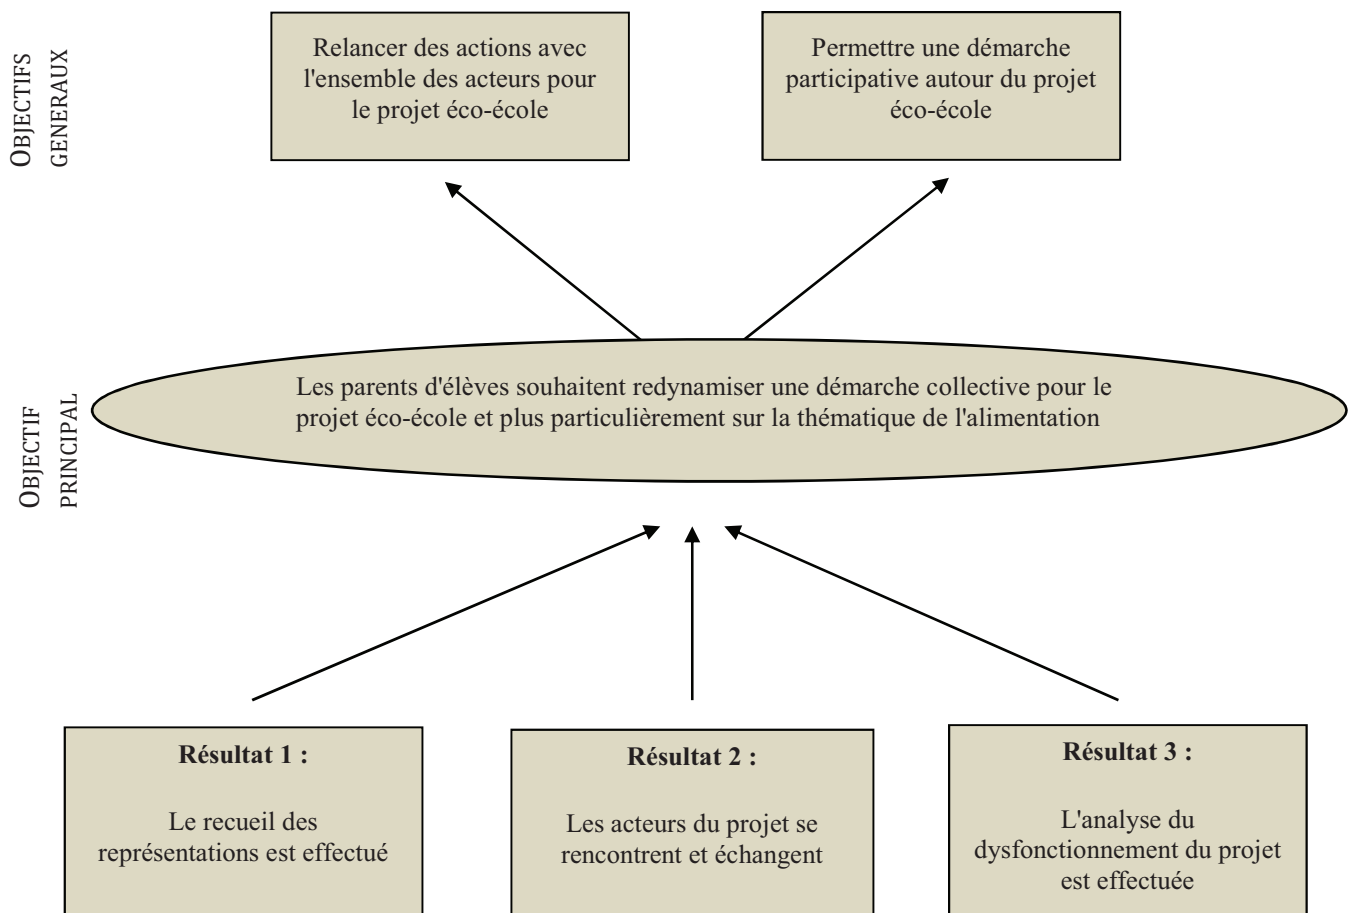 OBJECTIFS
GENERAUX
Relancer des actions avec
l'ensemble des acteurs pour
le projet éco-école
Permettre une démarche
participative autour du projet
éco-école
OBJECTIF
PRINCIPAL
Les parents d'élèves souhaitent redynamiser une démarche collective pour le
projet éco-école et plus particulièrement sur la thématique de l'alimentation
Résultat 1 :
Le recueil des
représentations est effectué
Résultat 2 :
Les acteurs du projet se
rencontrent et échangent
Résultat 3 :
L'analyse du
dysfonctionnement du projet
est effectuée